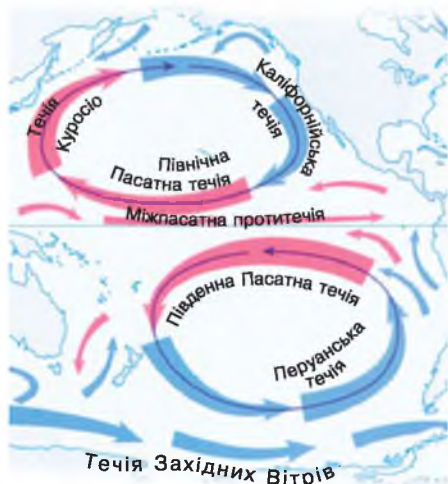 Течія
Куросіо
Каліфорнійська
течія
Північна
Пасатна течія
Міжпасатна протитечія
Південна Пасатна течія
Перуанська
течія
Течія Західних Вітрів